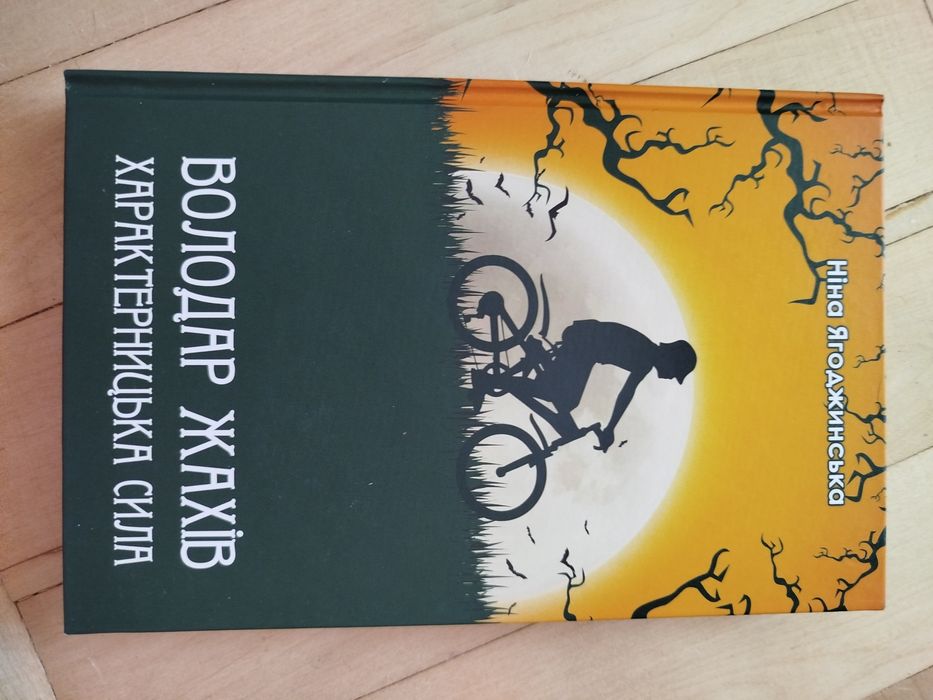 Ніна Ягоджинська
ВОЛОДАР ЖАХІВ
ХАРАКТЕРНИЦЬКА СИЛА